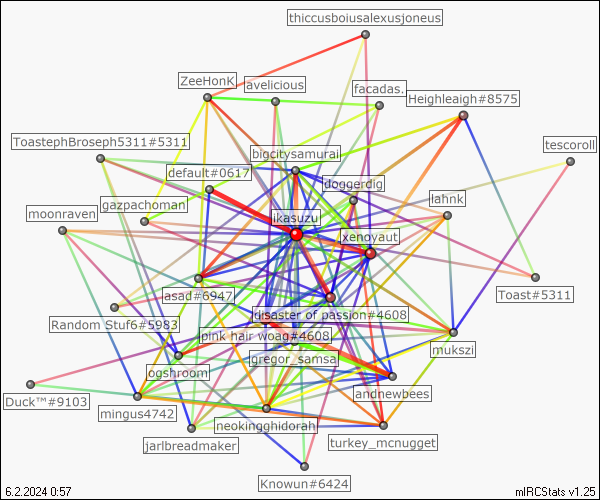 thiccusboiusalexusjoneus
ZeeHonK
avelicious
facadas.
Heighleagh#8575
ToastephBroseph5311#5311
bigcitysamurai
tescoroll
default#0617
doggerdig
gazpachoman
lahnk
moonraven
ikasuzu
xenoyaut
asad#6947
Toast#5311
disaster of passion#4608
Random Stuf6#5983
pink hair woag#4608
mukszi
gregor_samsa
ogshroom
andnewbees
Duck™#9103
mingus4742
neokingghidorah
jarlbreadmaker
turkey_mcnugget
Knowun#6424
6.2.2024 0:57
mIRCStats v1.25